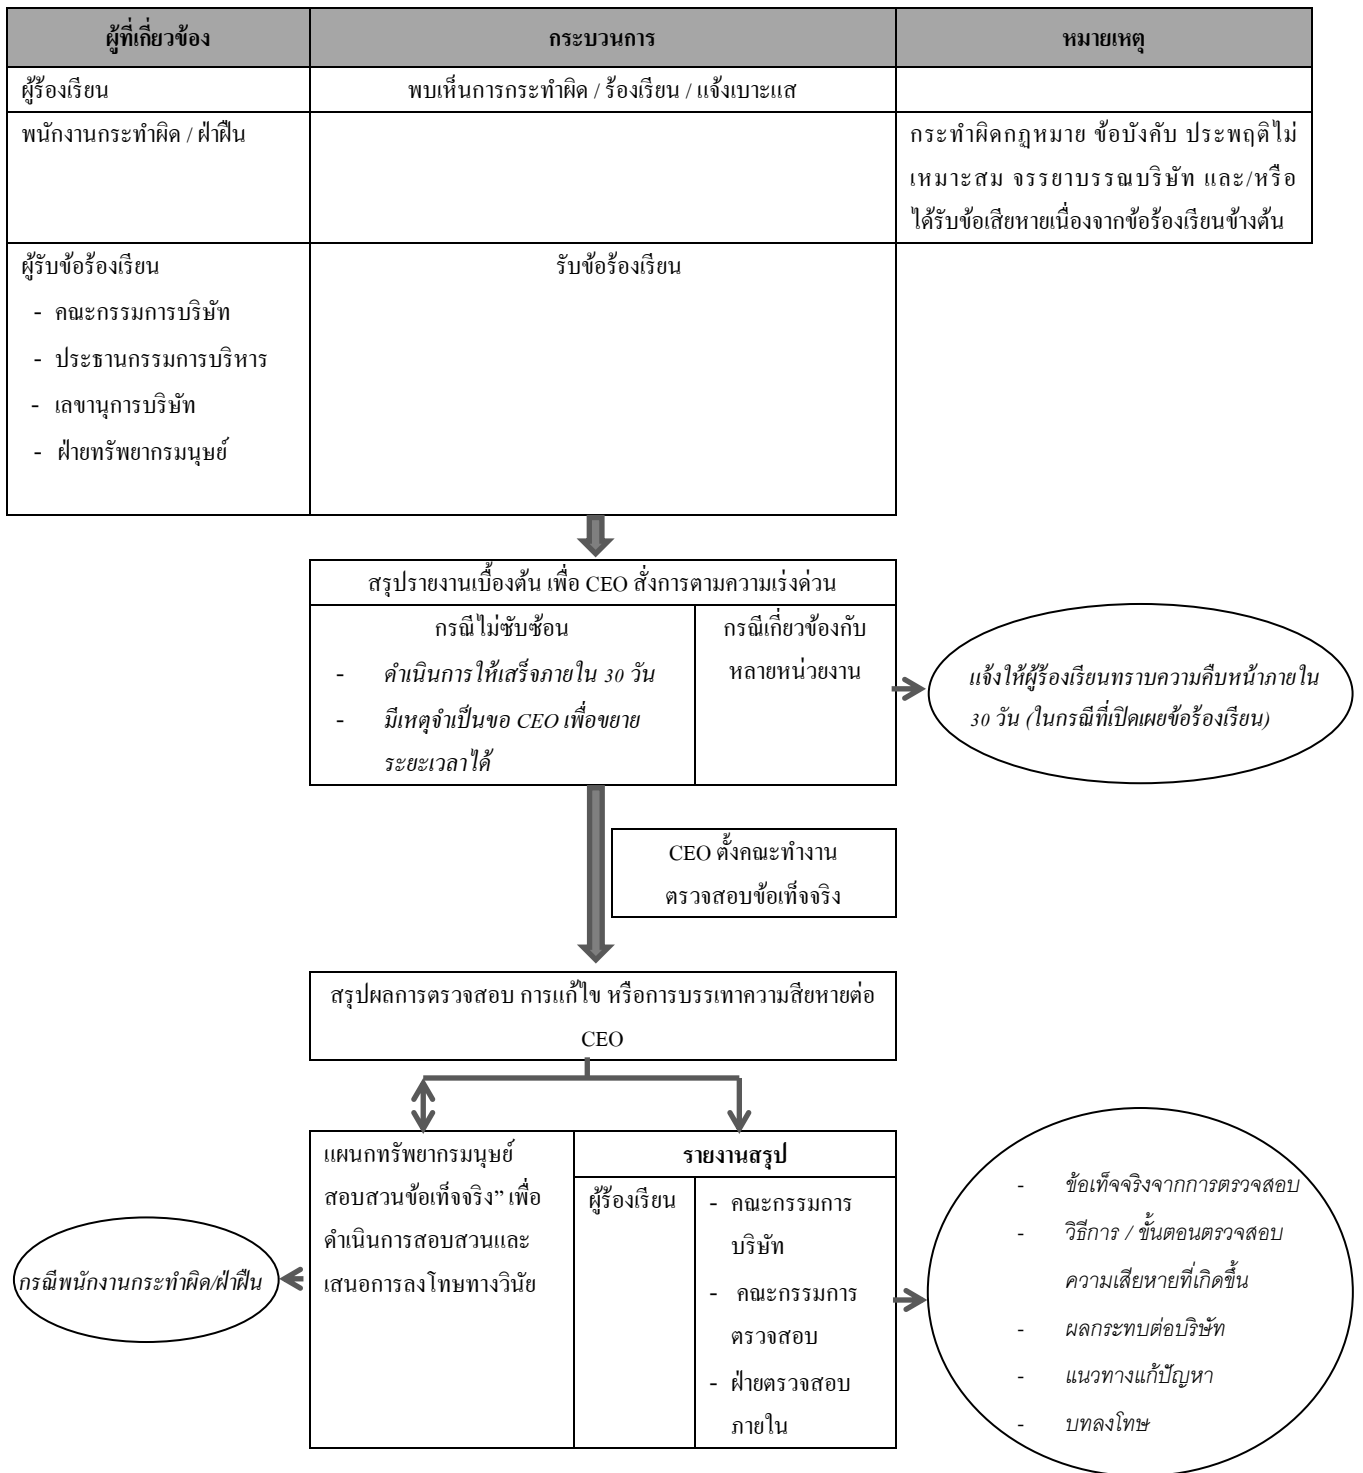 ผู้ที่เกี่ยวข้อง
กระบวนการ
หมายเหตุ
ผู้ร้องเรียน
พบเห็นการกระทำผิด / ร้องเรียน / แจ้งเบาะแส
พนักงานกระทำผิด / ฝ่าฝืน
กระทำผิดกฎหมาย ข้อบังคับ ประพฤติไม่
เหมาะสม จรรยาบรรณบริษัท และ/หรือ
ได้รับข้อเสียหายเนื่องจากข้อร้องเรียนข้างต้น
ผู้รับข้อร้องเรียน
รับข้อร้องเรียน
- คณะกรรมการบริษัท
- ประธานกรรมการบริหาร
- เลขานุการบริษัท
- ฝ่ายทรัพยากรมนุษย์
สรุปรายงานเบื้องต้น เพื่อ CEO สั่งการตามความเร่งด่วน
กรณีไม่ซับซ้อน
- ดำเนินการให้เสร็จภายใน 30 วัน
- มีเหตุจำเป็นขอ CEO เพื่อขยาย
ระยะเวลาได้
กรณีเกี่ยวข้องกับ
หลายหน่วยงาน
แจ้งให้ผู้ร้องเรียนทราบความคืบหน้าภายใน
30 วัน (ในกรณีที่เปิดเผยข้อร้องเรียน)
CEO ตั้งคณะทำงาน
ตรวจสอบข้อเท็จจริง
สรุปผลการตรวจสอบ การแก้ไข หรือการบรรเทาความสียหายต่อ
CEO
แผนกทรัพยากรมนุษย์
สอบสวนข้อเท็จจริง” เพื่อ
ดำเนินการสอบสวนและ
เสนอการลงโทษทางวินัย
รายงานสรุป
ผู้ร้องเรียน
- คณะกรรมการ
บริษัท
- คณะกรรมการ
ตรวจสอบ
- ฝ่ายตรวจสอบ
ภายใน
กรณีพนักงานกระทำผิด/ฝ่าฝืน
- ข้อเท็จจริงจากการตรวจสอบ
- วิธีการ / ขั้นตอนตรวจสอบ
ความเสียหายที่เกิดขึ้น
- ผลกระทบต่อบริษัท
- แนวทางแก้ปัญหา
- บทลงโทษ